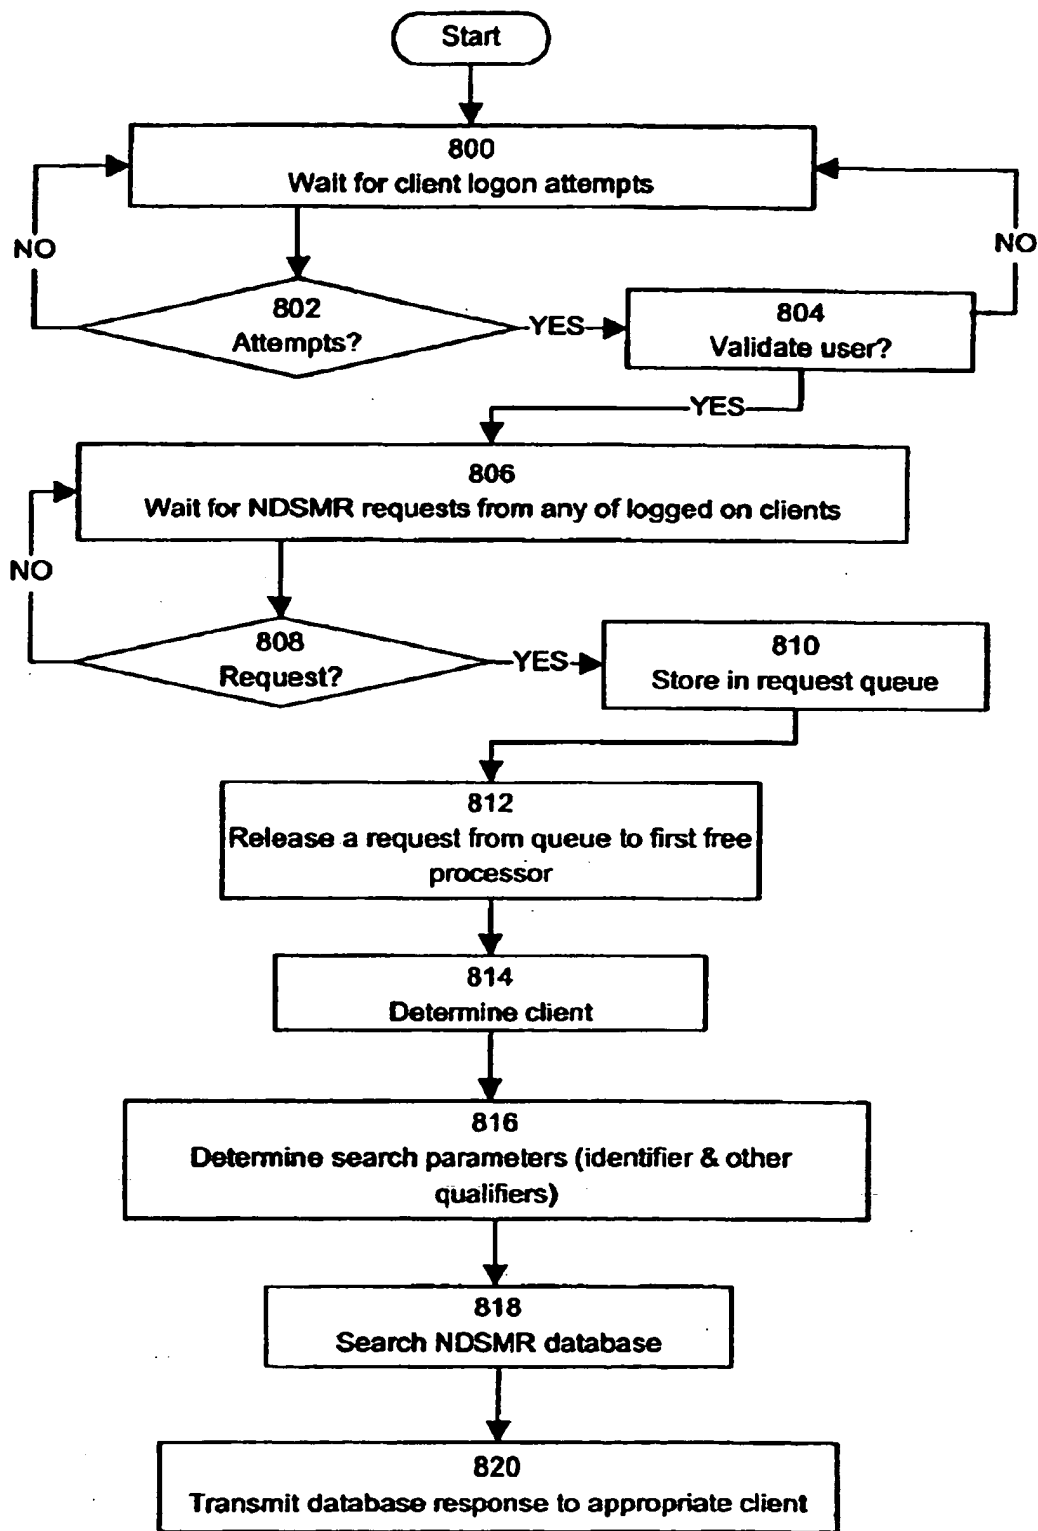 Start
800
Wait for client logon attempts
NO
NO
802
Attempts?
YES
804
Validate user?
YES
806
Wait for NDSMR requests from any of logged on clients
NO
808
Request?
YES
810
Store in request queue
812
Release a request from queue to first free
processor
814
Determine client
816
Determine search parameters (identifier & other
qualifiers)
818
Search NDSMR database
820
Transmit database response to appropriate client